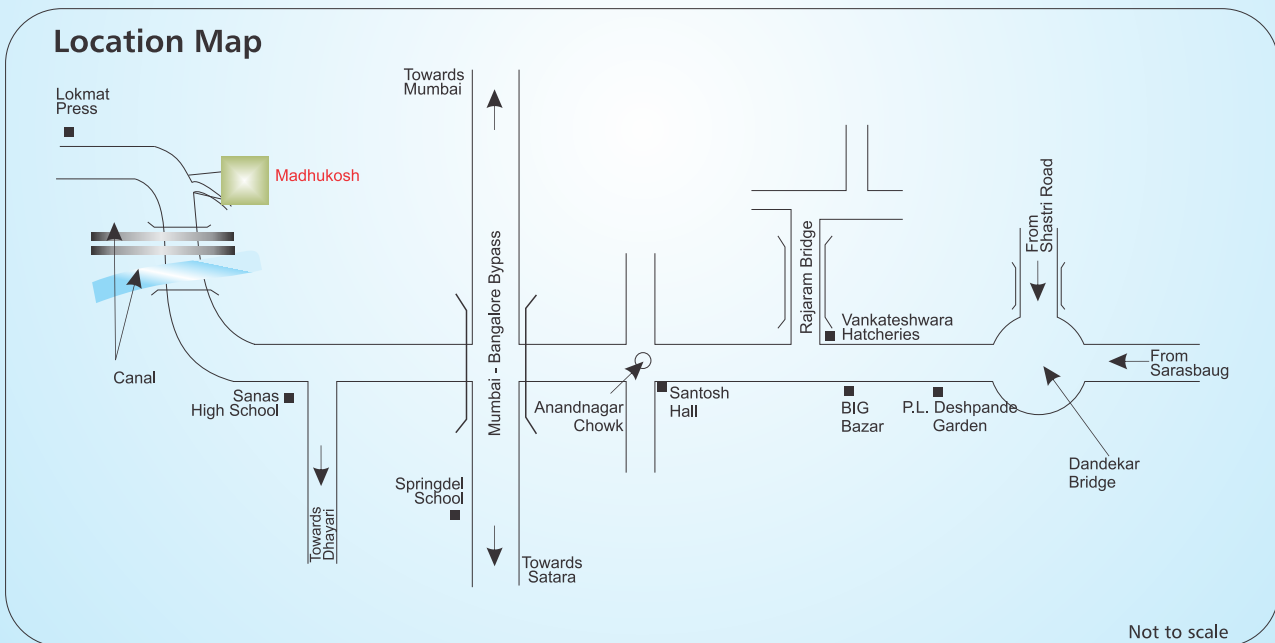 Location Map
Lokmat
Press
Madhukosh
Towards
Mumbai
Canal
Sanas
High School
Towards
Dhayari
Mumbai - Bangalore Bypass
Springdel
School
Towards
Satara
Anandnagar
Chowk
Santosh
Hall
Rajaram Bridge
Vankateshwara
Hatcheries
BIG
Bazar
P.L. Deshpande
Garden
From
Shastri Road
From
Sarasbaug
Dandekar
Bridge
Not to scale